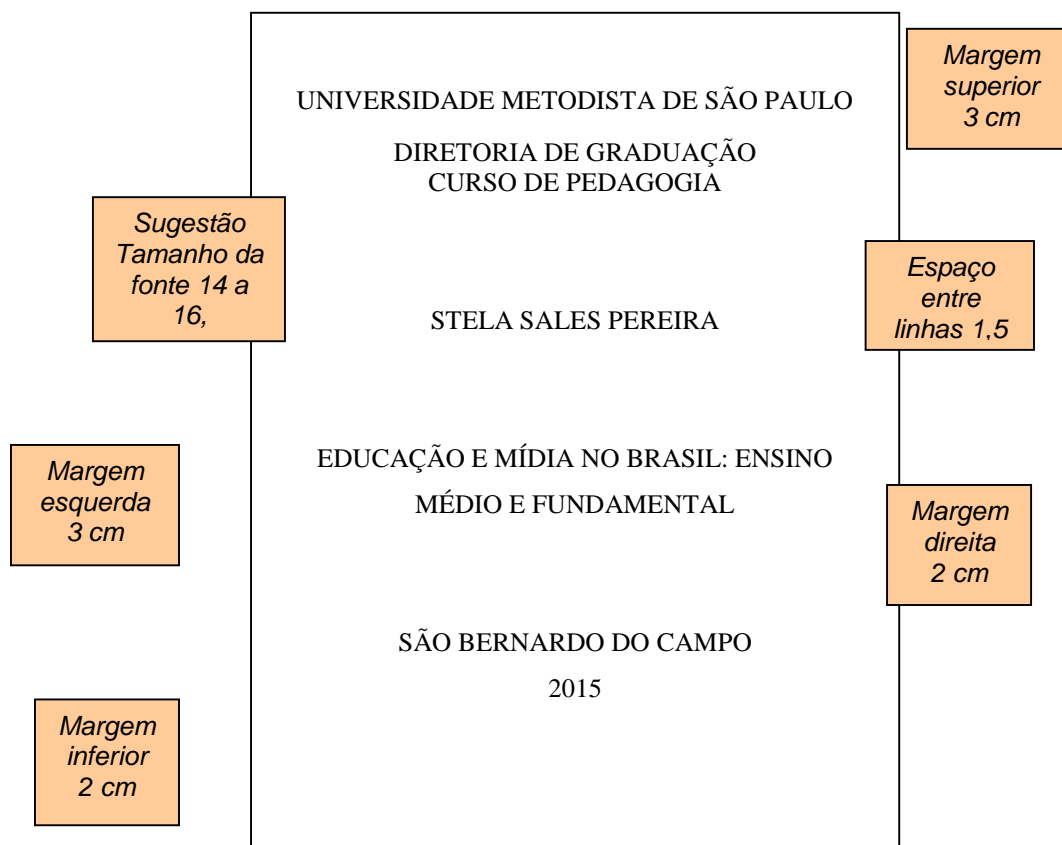 Margem
superior
3 cm
UNIVERSIDADE METODISTA DE SÃO PAULO
DIRETORIA DE GRADUAÇÃO
CURSO DE PEDAGOGIA
Sugestão
Tamanho da
fonte 14 a
16,
Espaço
entre
linhas 1,5
STELA SALES PEREIRA
EDUCAÇÃO E MÍDIA NO BRASIL: ENSINO
MÉDIO E FUNDAMENTAL
Margem
esquerda
3 cm
Margem
direita
2 cm
SÃO BERNARDO DO CAMPO
2015
Margem
inferior
2 cm